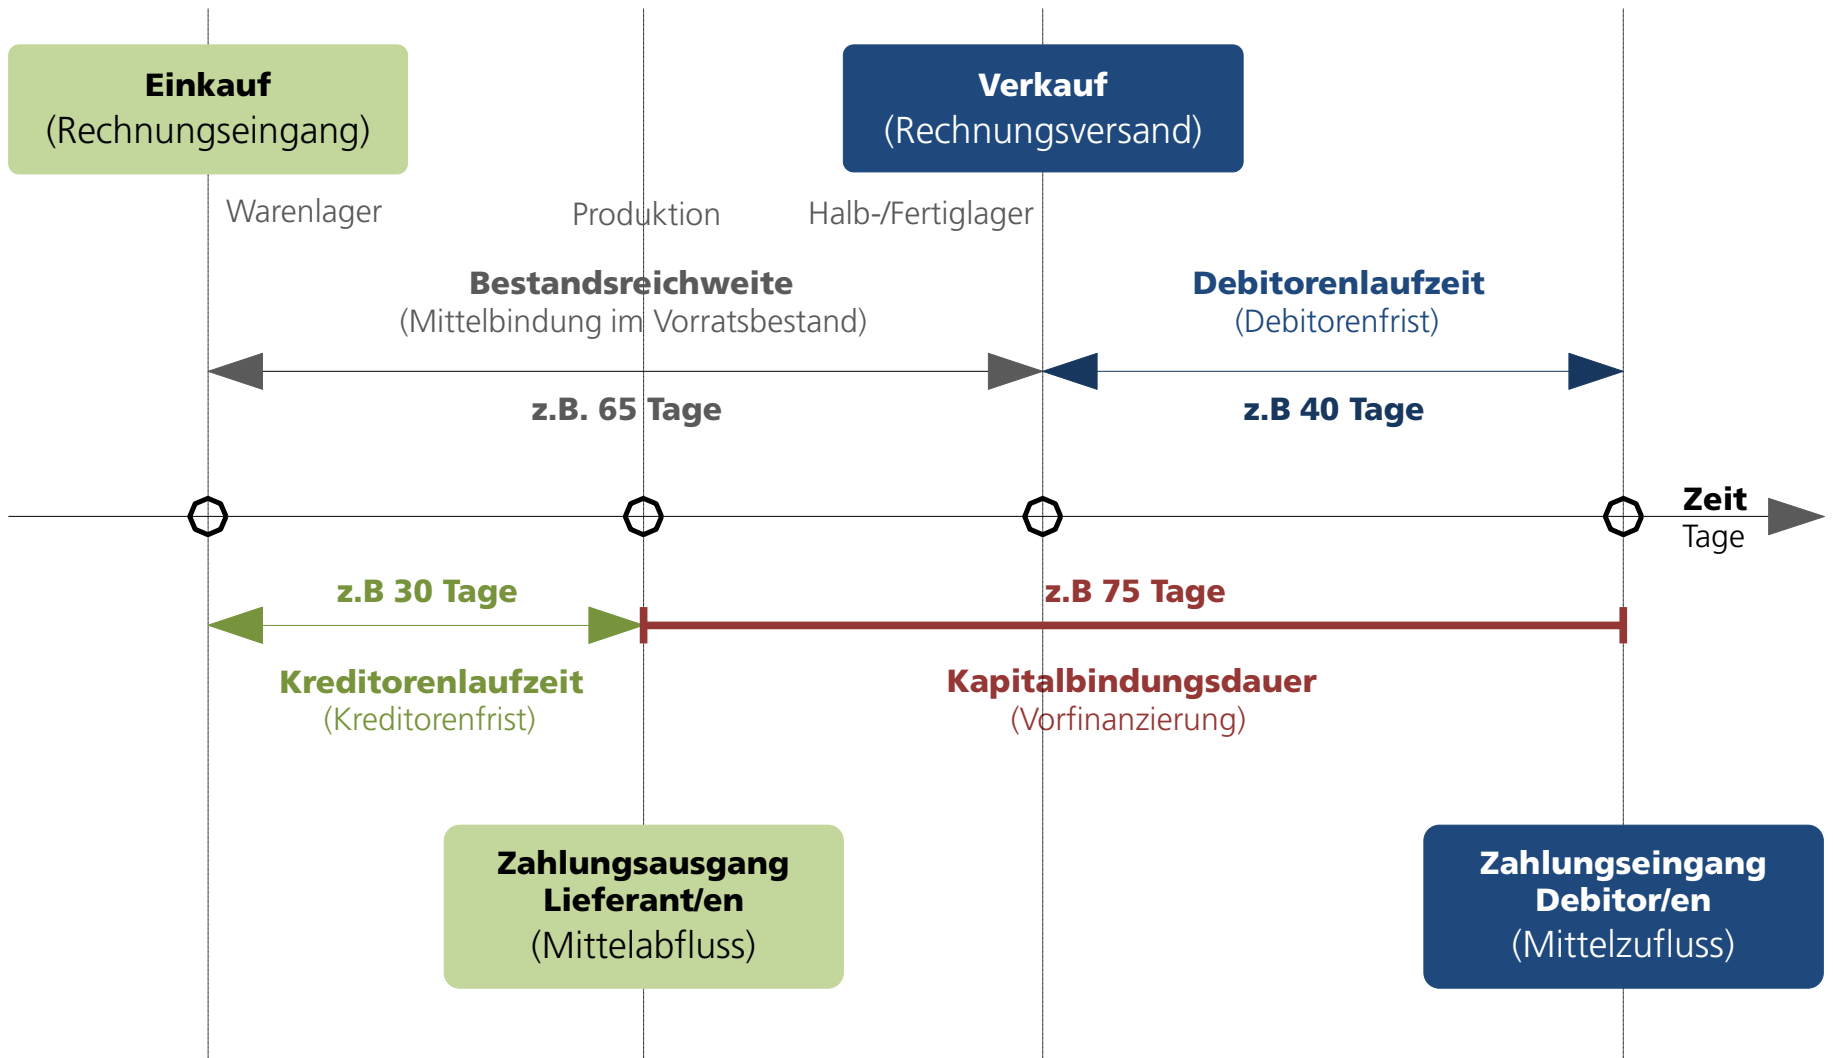 Einkauf
(Rechnungseingang)
Verkauf
(Rechnungsversand)
Warenlager
Produktion
Halb-/Fertiglager
Bestandsreichweite
(Mittelbindung im Vorratsbestand)
z.B. 65 Tage
Debitorenlaufzeit
(Debitorenfrist)
z.B 40 Tage
Zeit
Tage
z.B 30 Tage
Kreditorenlaufzeit
(Kreditorenfrist)
z.B 75 Tage
Kapitalbindungsdauer
(Vorfinanzierung)
Zahlungsausgang
Lieferant/en
(Mittelabfluss)
Zahlungseingang
Debitor/en
(Mittelzufluss)